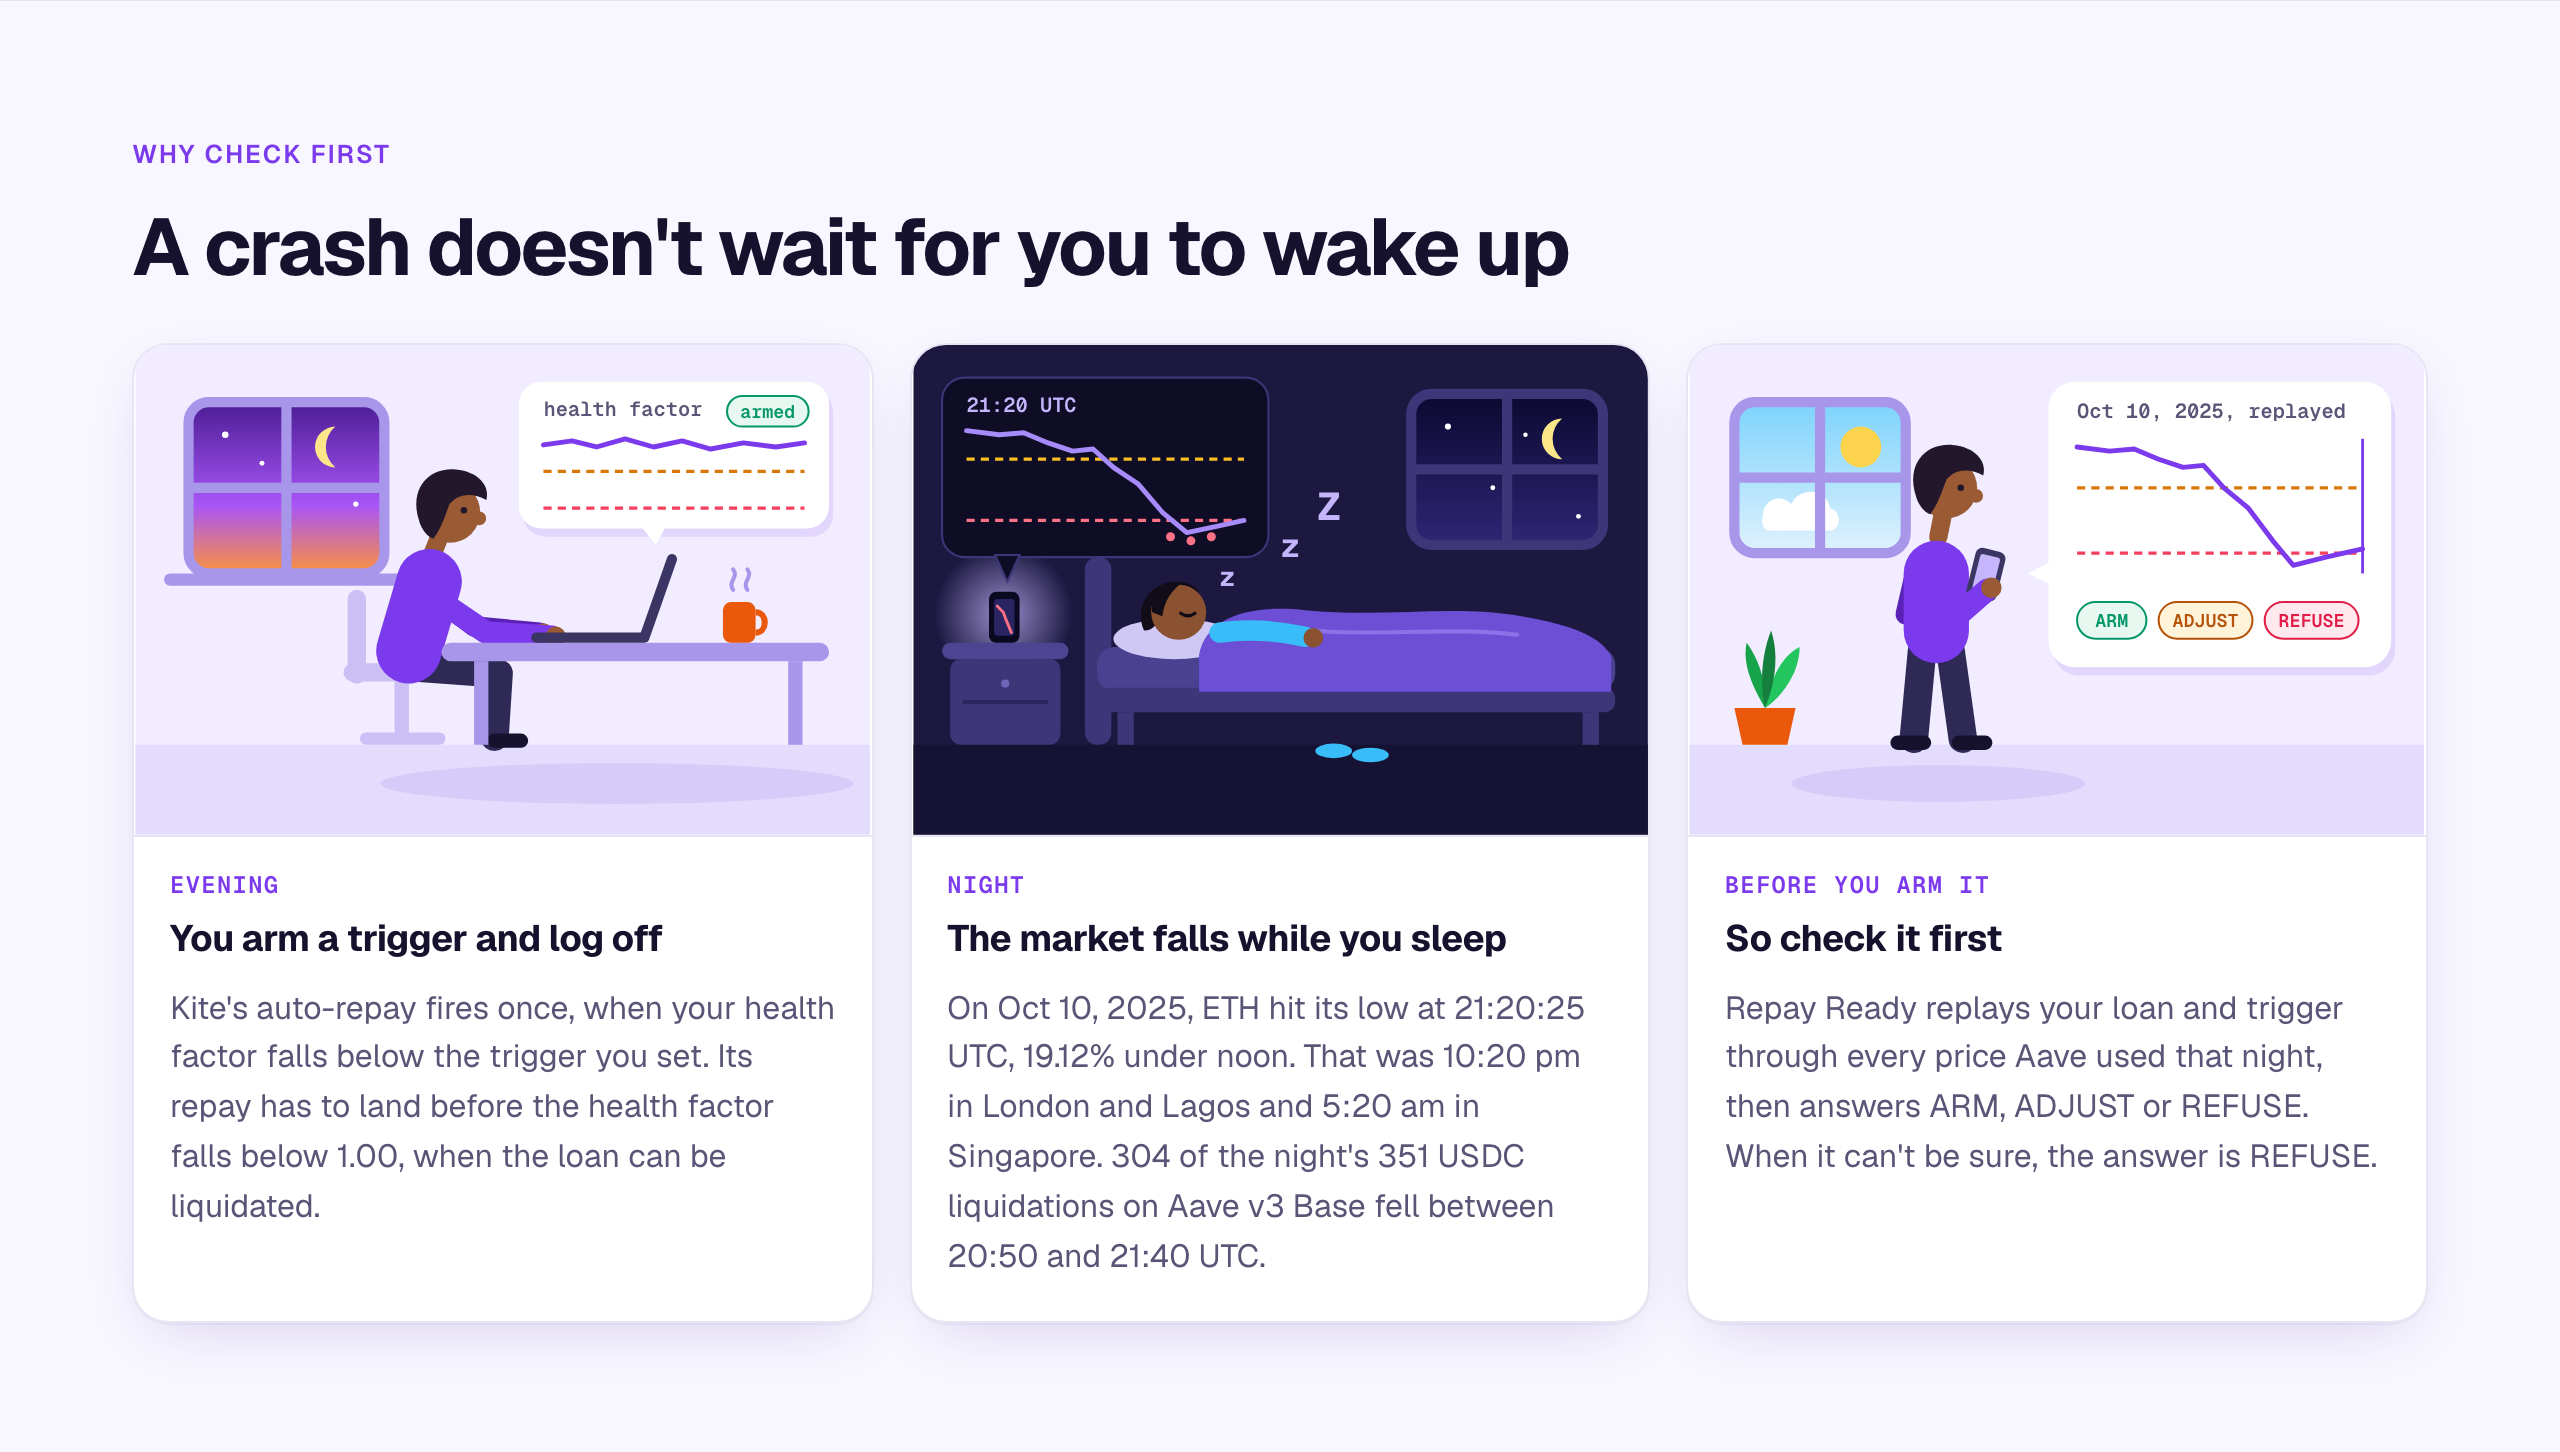 WHY CHECK FIRST
A crash doesn't wait for you to wake up
health factor armed
21:20 UTC
z
z
Z
Oct 10, 2025, replayed
ARM ADJUST REFUSE
EVENING
You arm a trigger and log off
Kite's auto-repay fires once, when your health
factor falls below the trigger you set. Its
repay has to land before the health factor
falls below 1.00, when the loan can be
liquidated.
NIGHT
The market falls while you sleep
On Oct 10, 2025, ETH hit its low at 21:20:25
UTC, 19.12% under noon. That was 10:20 pm
in London and Lagos and 5:20 am in
Singapore. 304 of the night's 351 USDC
liquidations on Aave v3 Base fell between
20:50 and 21:40 UTC.
BEFORE YOU ARM IT
So check it first
Repay Ready replays your loan and trigger
through every price Aave used that night,
then answers ARM, ADJUST or REFUSE.
When it can't be sure, the answer is REFUSE.